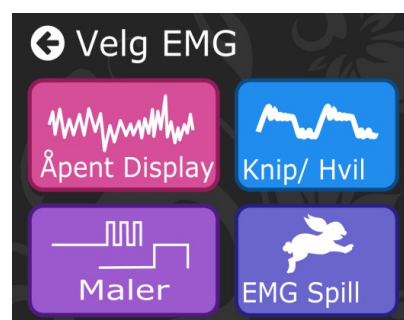 Velg EMG
Åpent Display
Knip/ Hvil
Maler
EMG Spill